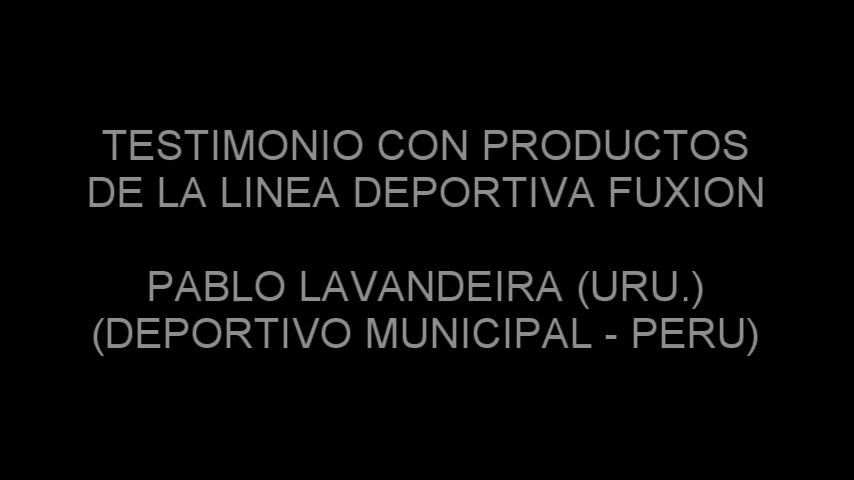 TESTIMONIO CON PRODUCTOS
DE LA LINEA DEPORTIVA FUXION
PABLO LAVANDEIRA (URU.)
(DEPORTIVO MUNICIPAL - PERU)